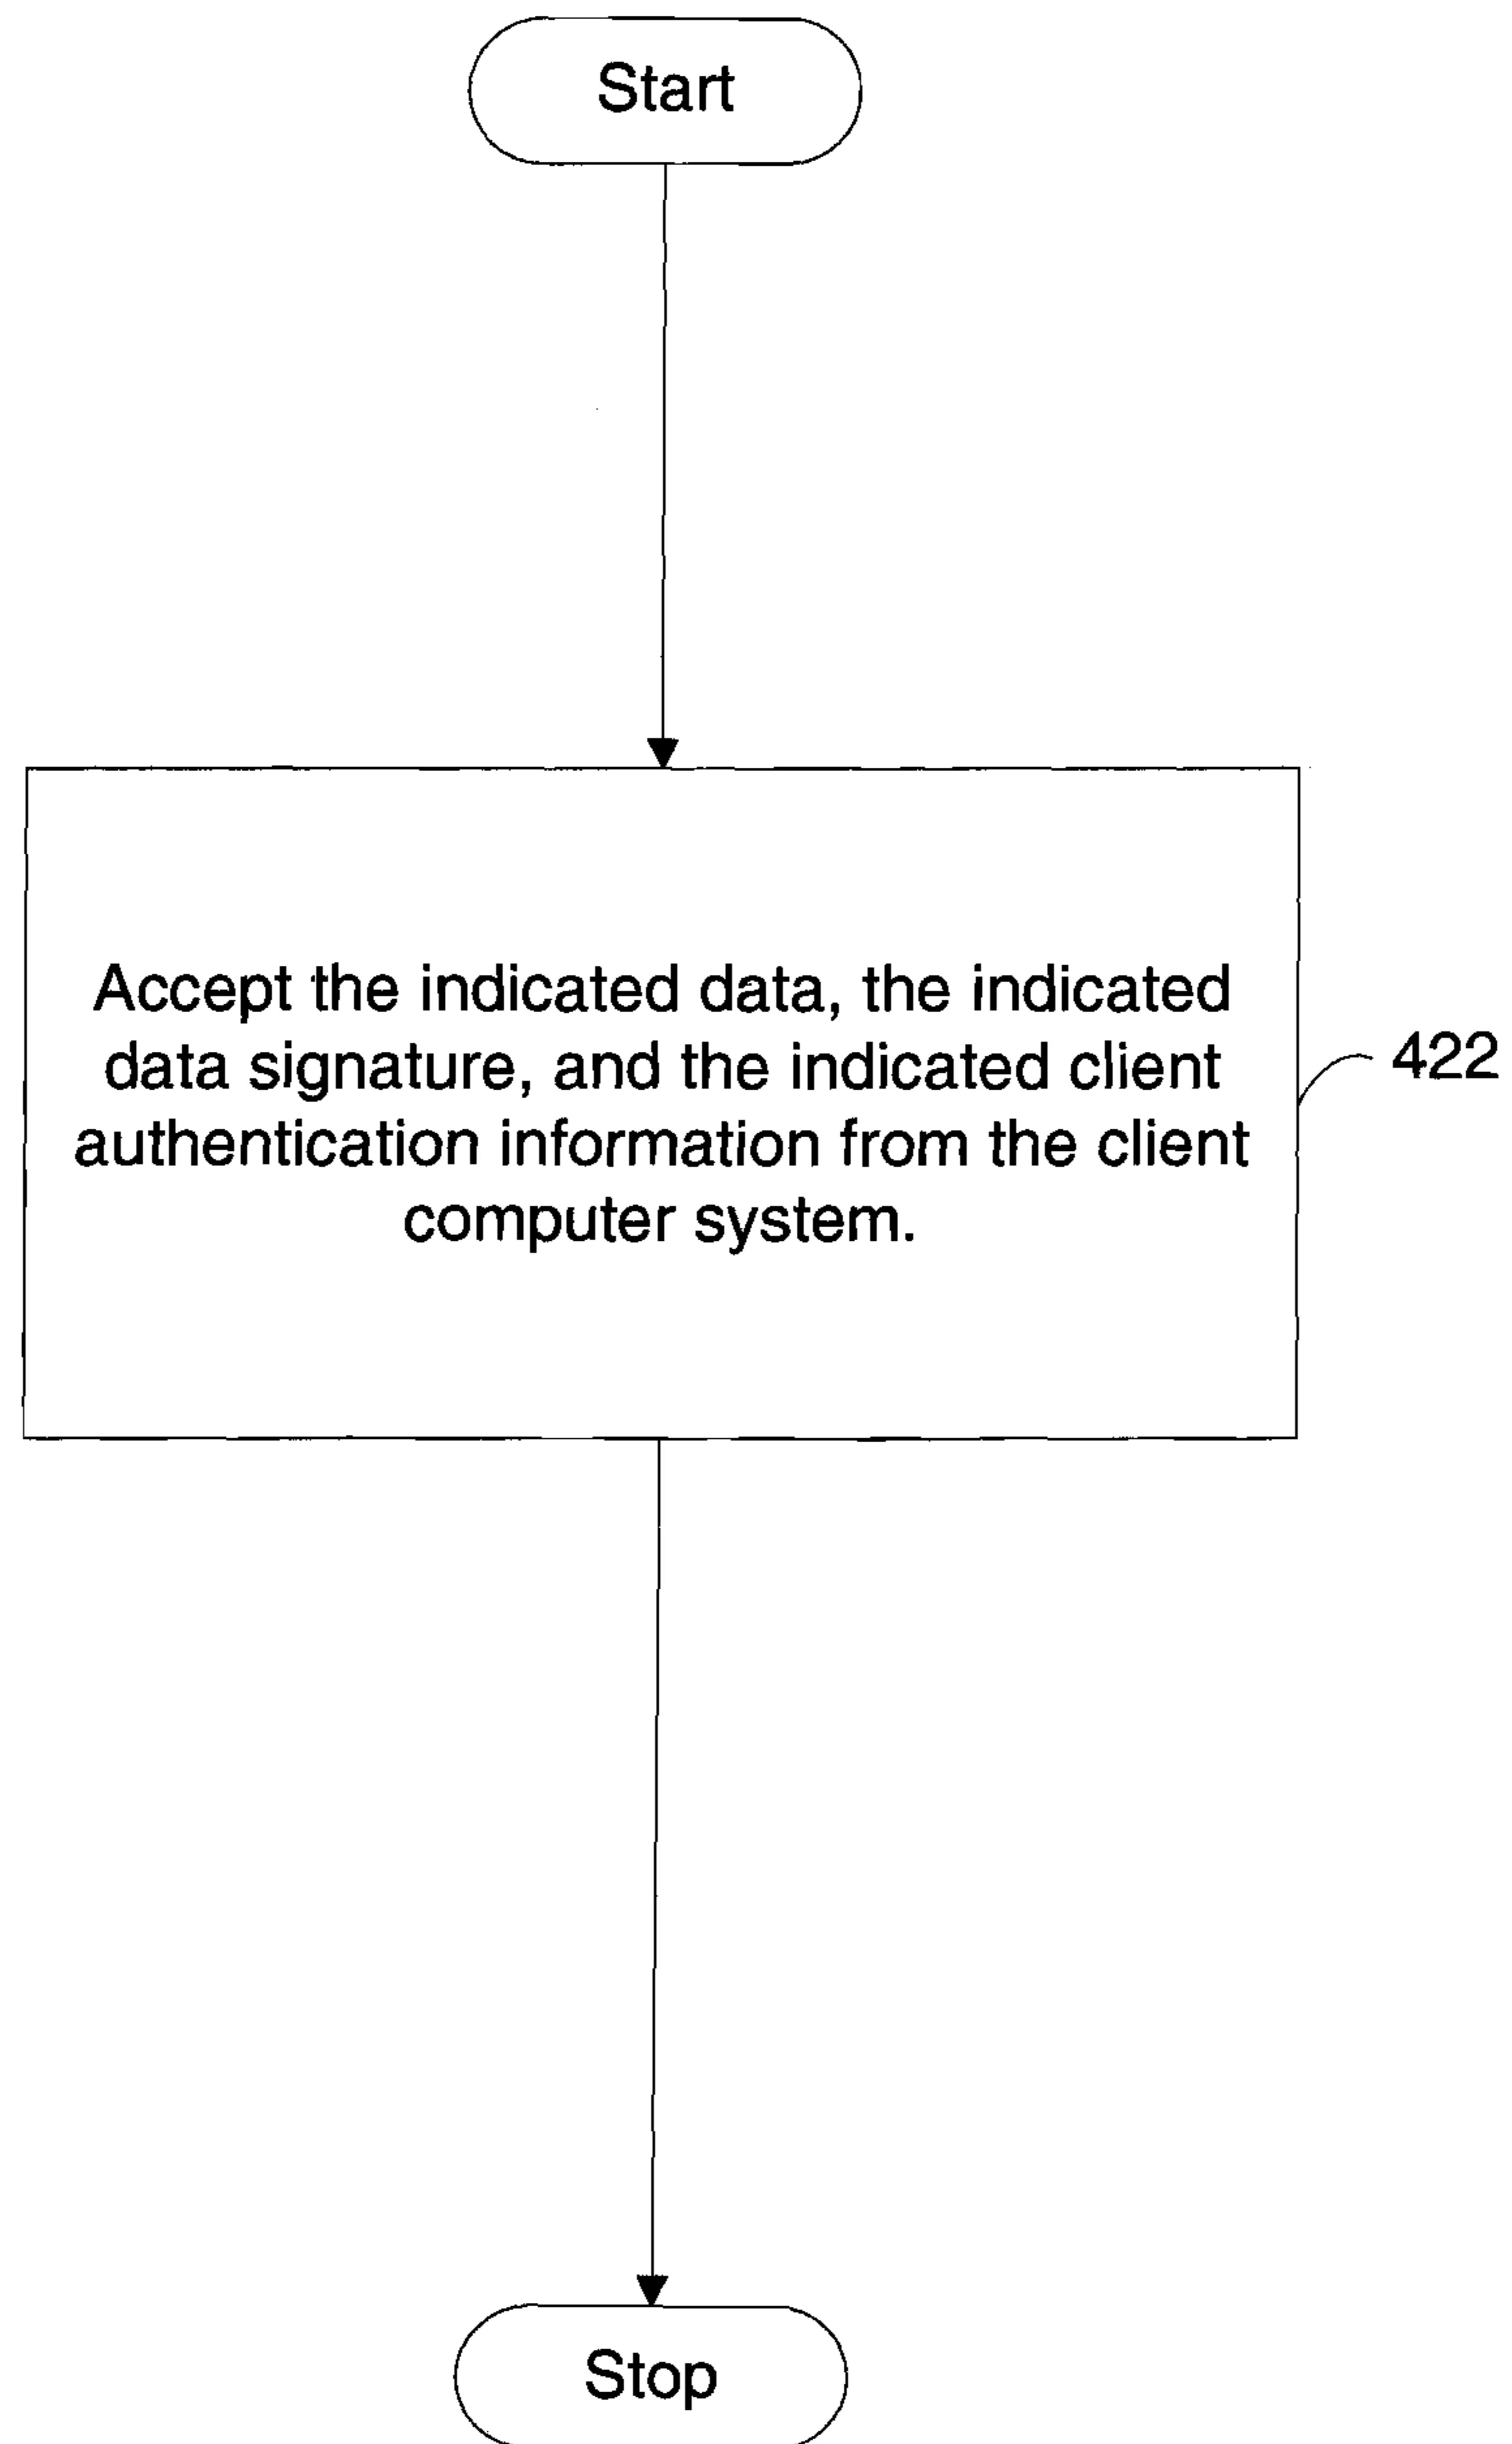 Start
Accept the indicated data, the indicated
data signature, and the indicated client
authentication information from the client
computer system.
422
Stop